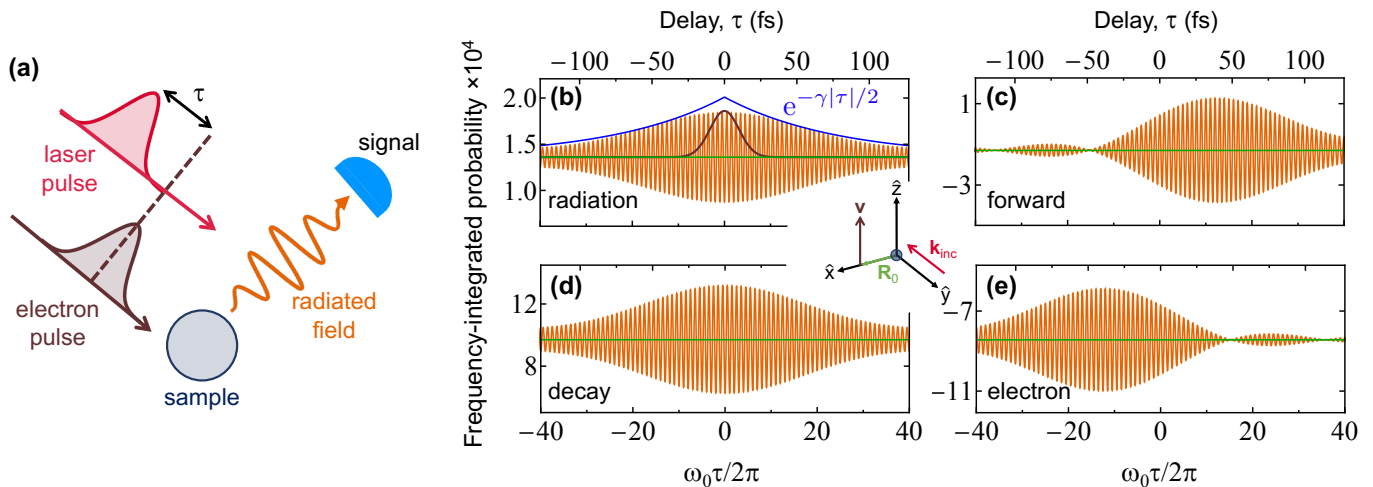 (a)
τ
laser
pulse
electron
pulse
sample
radiated
field
signal
Frequency-integrated probability ×10⁴
Delay, τ (fs)
−100 −50 0 50 100
(b)
e^{−γ|τ|/2}
2.0
1.5
1.0
radiation
Delay, τ (fs)
−100 −50 0 50 100
(c)
1
−3
forward
v
ẑ
x̂
R₀
k_inc
ŷ
(d)
12
10
8
decay
−40 −20 0 20 40
ω₀τ/2π
(e)
−7
−11
electron
−40 −20 0 20 40
ω₀τ/2π